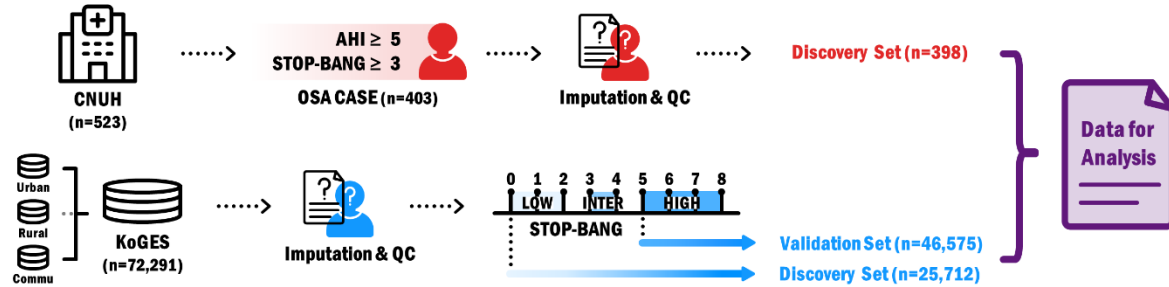 CNUH
(n=523)
AHI ≥ 5
STOP-BANG ≥ 3
OSA CASE (n=403)
?
?
Imputation & QC
Discovery Set (n=398)
Data for
Analysis
Urban
Rural
Commu
KoGES
(n=72,291)
?
?
Imputation & QC
0 1 2 3 4 5 6 7 8
LOW INTER HIGH
STOP-BANG
Validation Set (n=46,575)
Discovery Set (n=25,712)